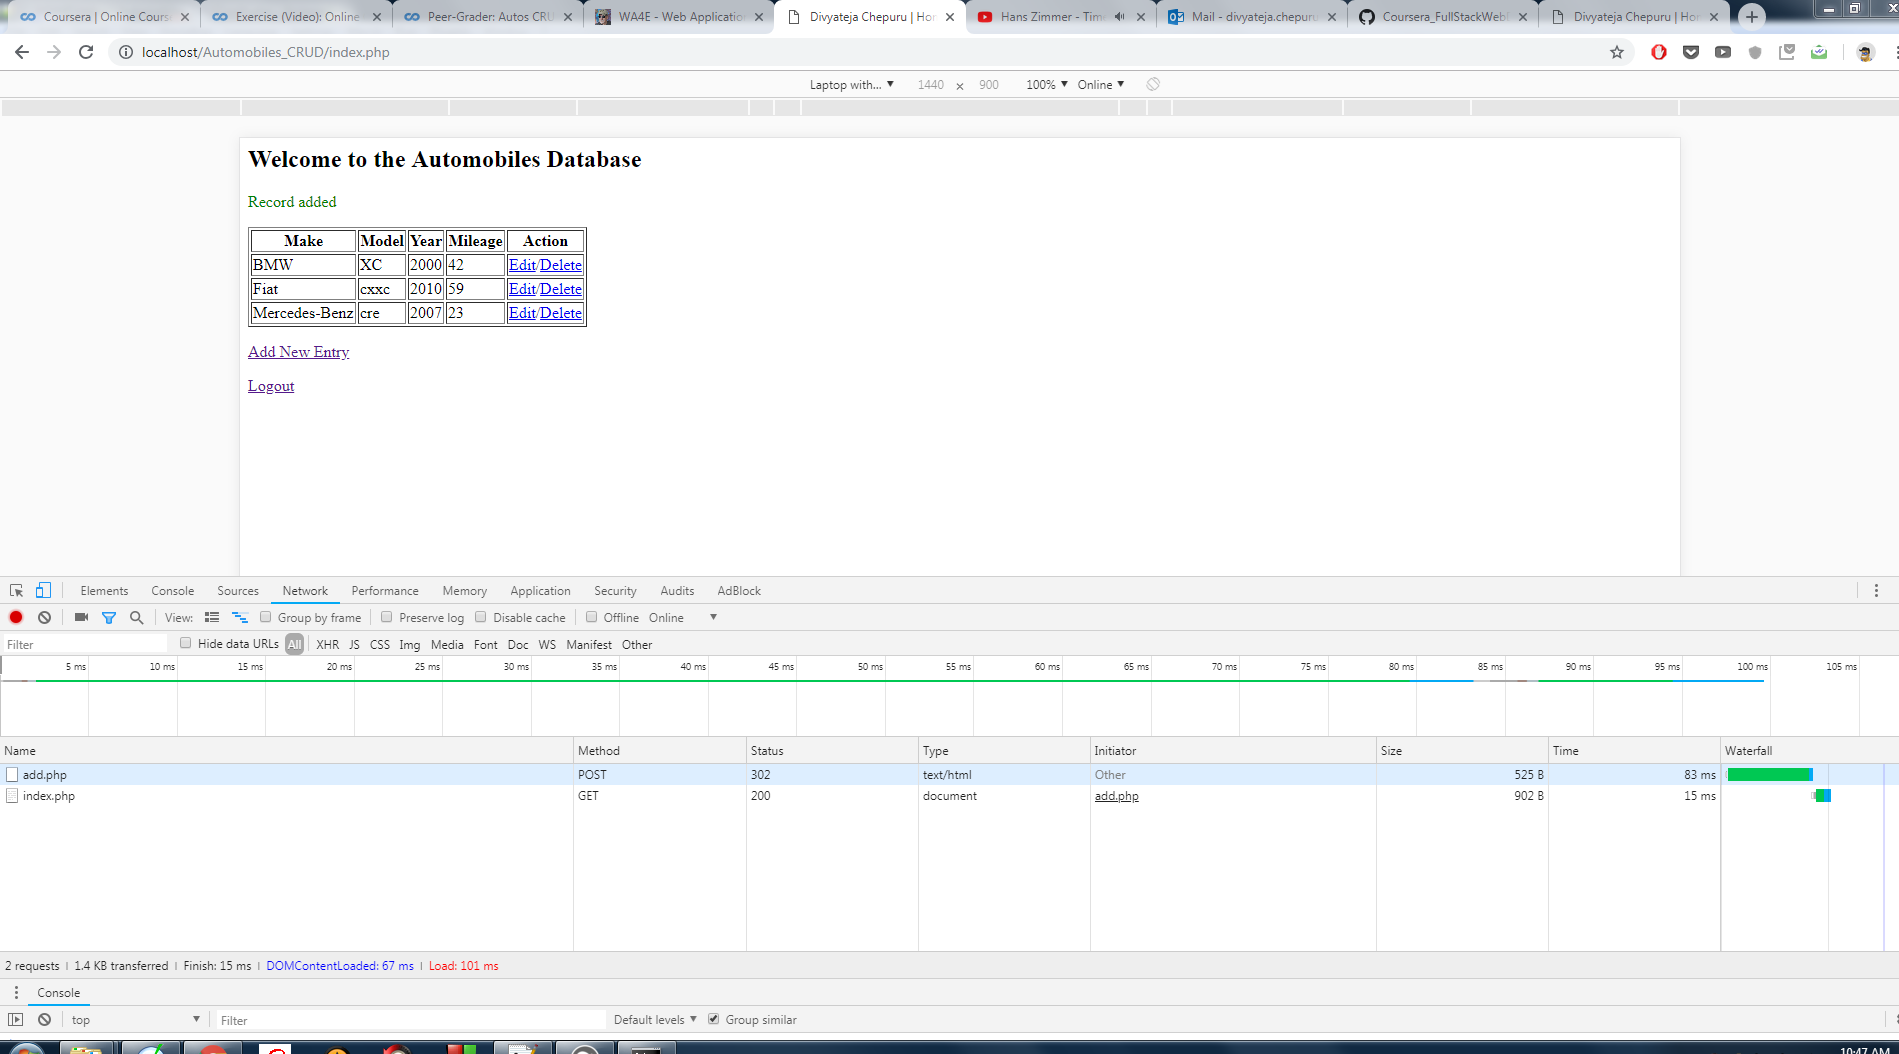 Coursera | Online Cours Exercise (Video): Online Peer-Grader: Autos CRU WA4E - Web Application Divyateja Chepuru | Hor Hans Zimmer - Time Mail - divyateja.chepuru Coursera_FullStackWeb Divyateja Chepuru | Hor
localhost/Automobiles_CRUD/index.php
Laptop with... ▼ 1440 × 900 100% ▼ Online ▼
Welcome to the Automobiles Database
Record added
Make Model Year Mileage Action
BMW XC 2000 42 Edit/Delete
Fiat cxxc 2010 59 Edit/Delete
Mercedes-Benz cre 2007 23 Edit/Delete
Add New Entry
Logout
Elements Console Sources Network Performance Memory Application Security Audits AdBlock
View: Group by frame Preserve log Disable cache Offline Online ▼
Filter Hide data URLs All XHR JS CSS Img Media Font Doc WS Manifest Other
5 ms 10 ms 15 ms 20 ms 25 ms 30 ms 35 ms 40 ms 45 ms 50 ms 55 ms 60 ms 65 ms 70 ms 75 ms 80 ms 85 ms 90 ms 95 ms 100 ms 105 ms
Name Method Status Type Initiator Size Time Waterfall
add.php POST 302 text/html Other 525 B 83 ms
index.php GET 200 document add.php 902 B 15 ms
2 requests | 1.4 KB transferred | Finish: 15 ms | DOMContentLoaded: 67 ms | Load: 101 ms
Console
top ▼ Filter Default levels ▼ Group similar
10:47 AM